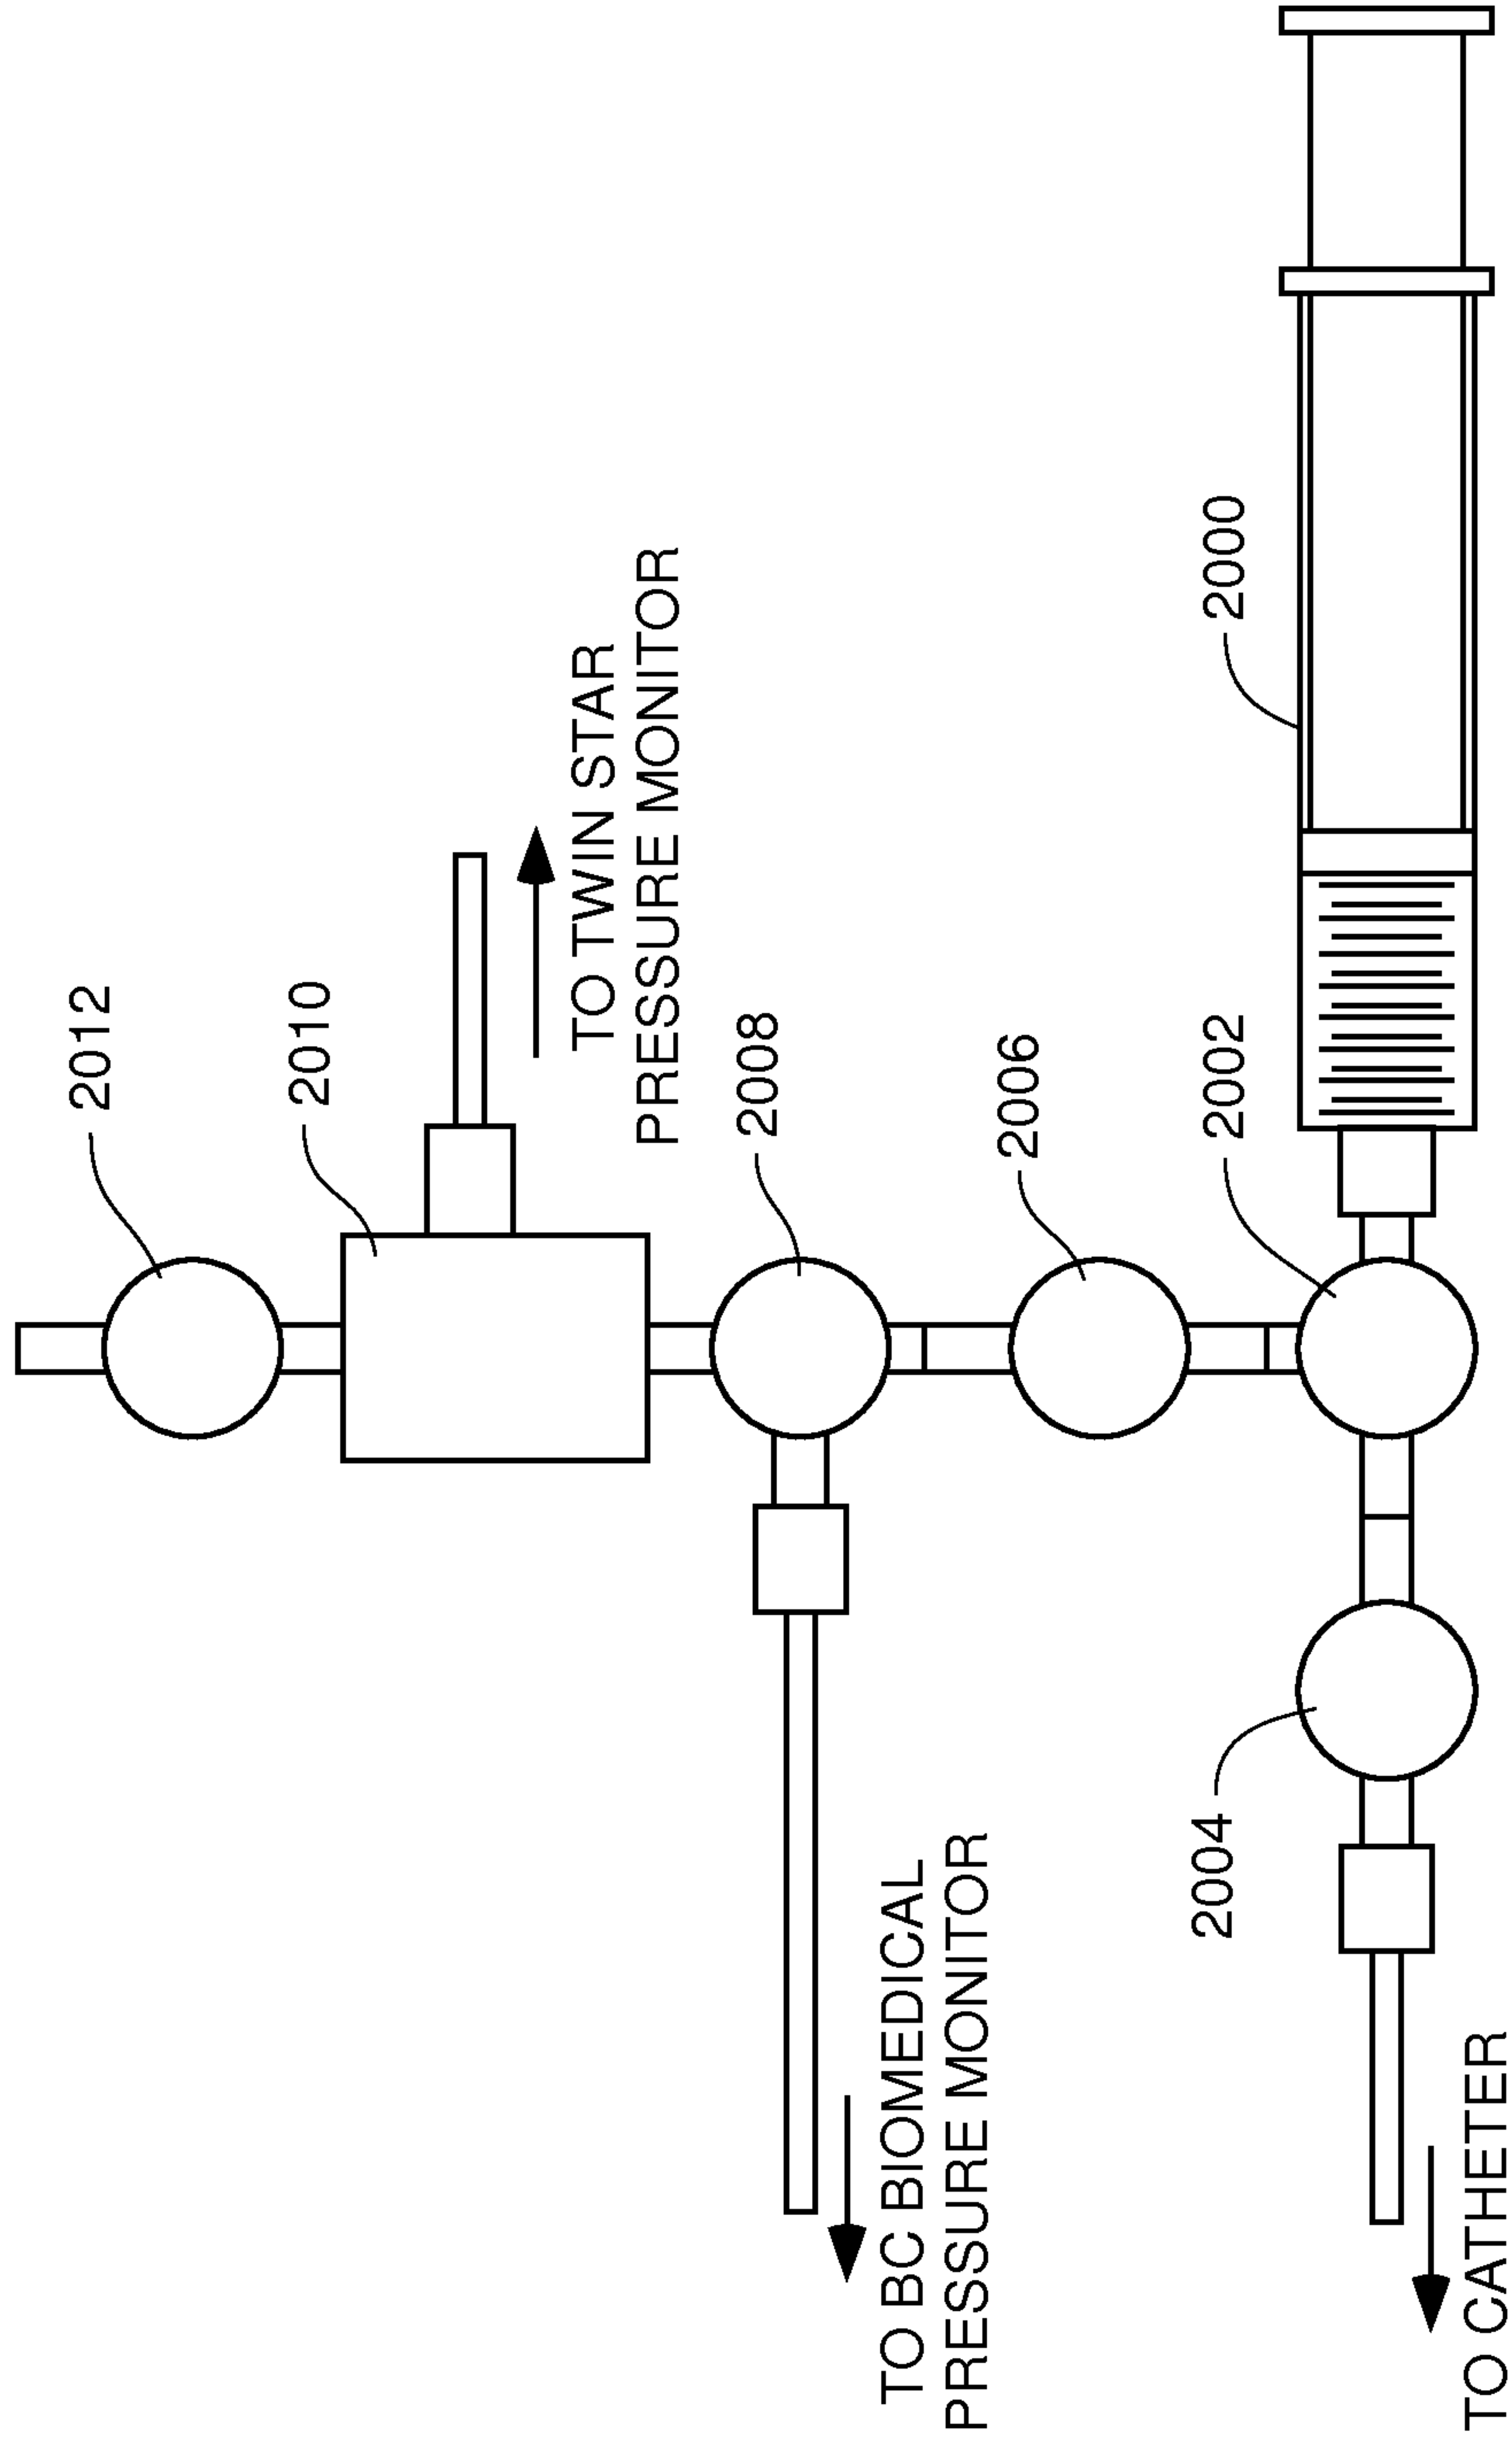 2012
2010
TO TWIN STAR
PRESSURE MONITOR
2008
2006
2002
2000
TO BC BIOMEDICAL
PRESSURE MONITOR
2004
TO CATHETER